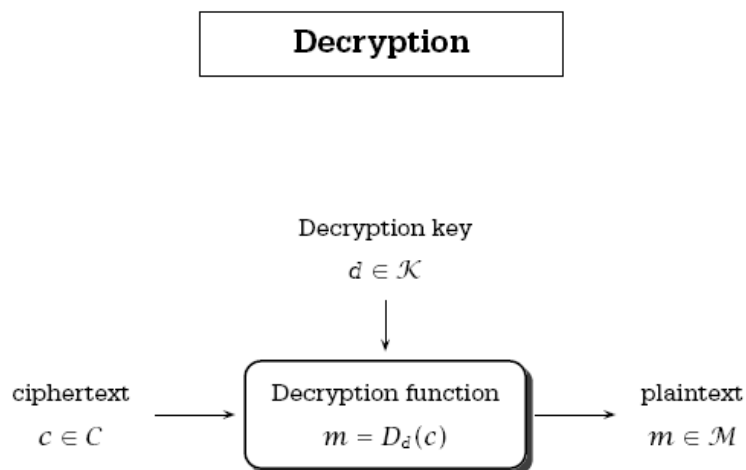 Decryption
Decryption key
d ∈ 𝒦
ciphertext
c ∈ C
Decryption function
m = D_d(c)
plaintext
m ∈ ℳ